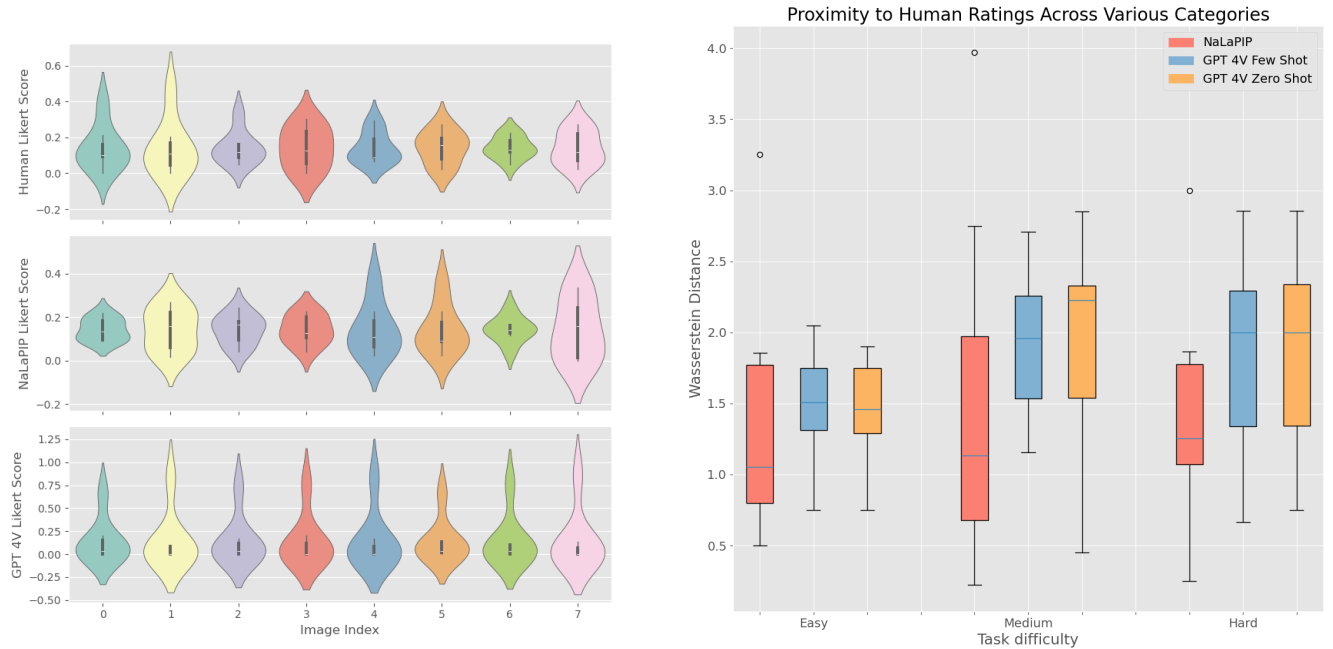 Human Likert Score
0.6
0.4
0.2
0.0
−0.2
NaLaPIP Likert Score
0.4
0.2
0.0
−0.2
GPT 4V Likert Score
1.25
1.00
0.75
0.50
0.25
0.00
−0.25
−0.50
0 1 2 3 4 5 6 7
Image Index
Proximity to Human Ratings Across Various Categories
NaLaPIP
GPT 4V Few Shot
GPT 4V Zero Shot
Wasserstein Distance
4.0
3.5
3.0
2.5
2.0
1.5
1.0
0.5
Easy Medium Hard
Task difficulty